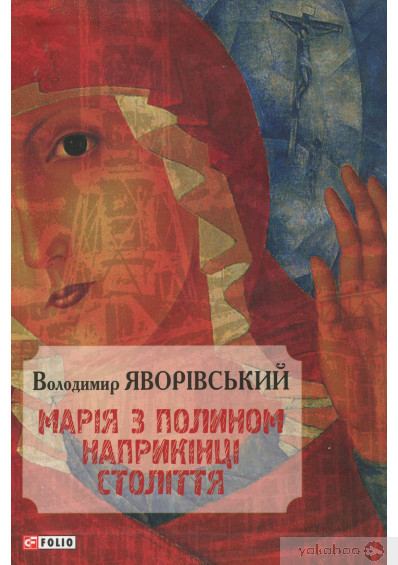 Володимир ЯВОРІВСЬКИЙ
МАРІЯ З ПОЛИНОМ
НАПРИКІНЦІ
СТОЛІТТЯ
FOLIO
yakaboo